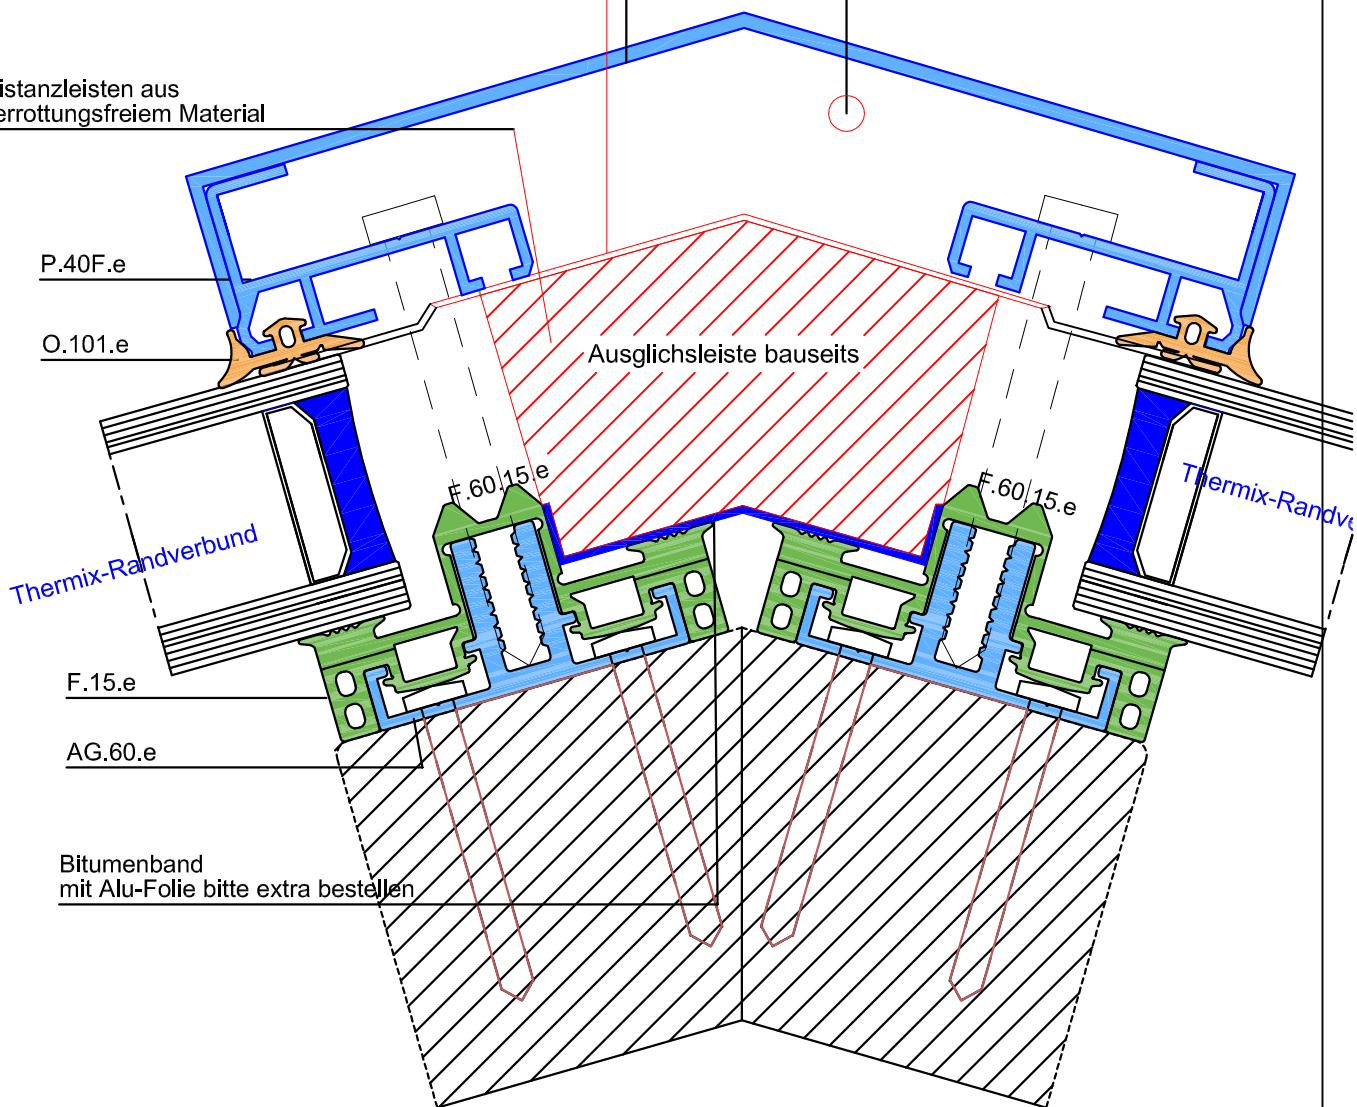 istanzleisten aus
errottungsfreiem Material
P.40F.e
O.101.e
Ausglichsleiste bauseits
F.60.15.e
F.60.15.e
Thermix-Randve
Thermix-Randverbund
F.15.e
AG.60.e
Bitumenband
mit Alu-Folie bitte extra bestellen